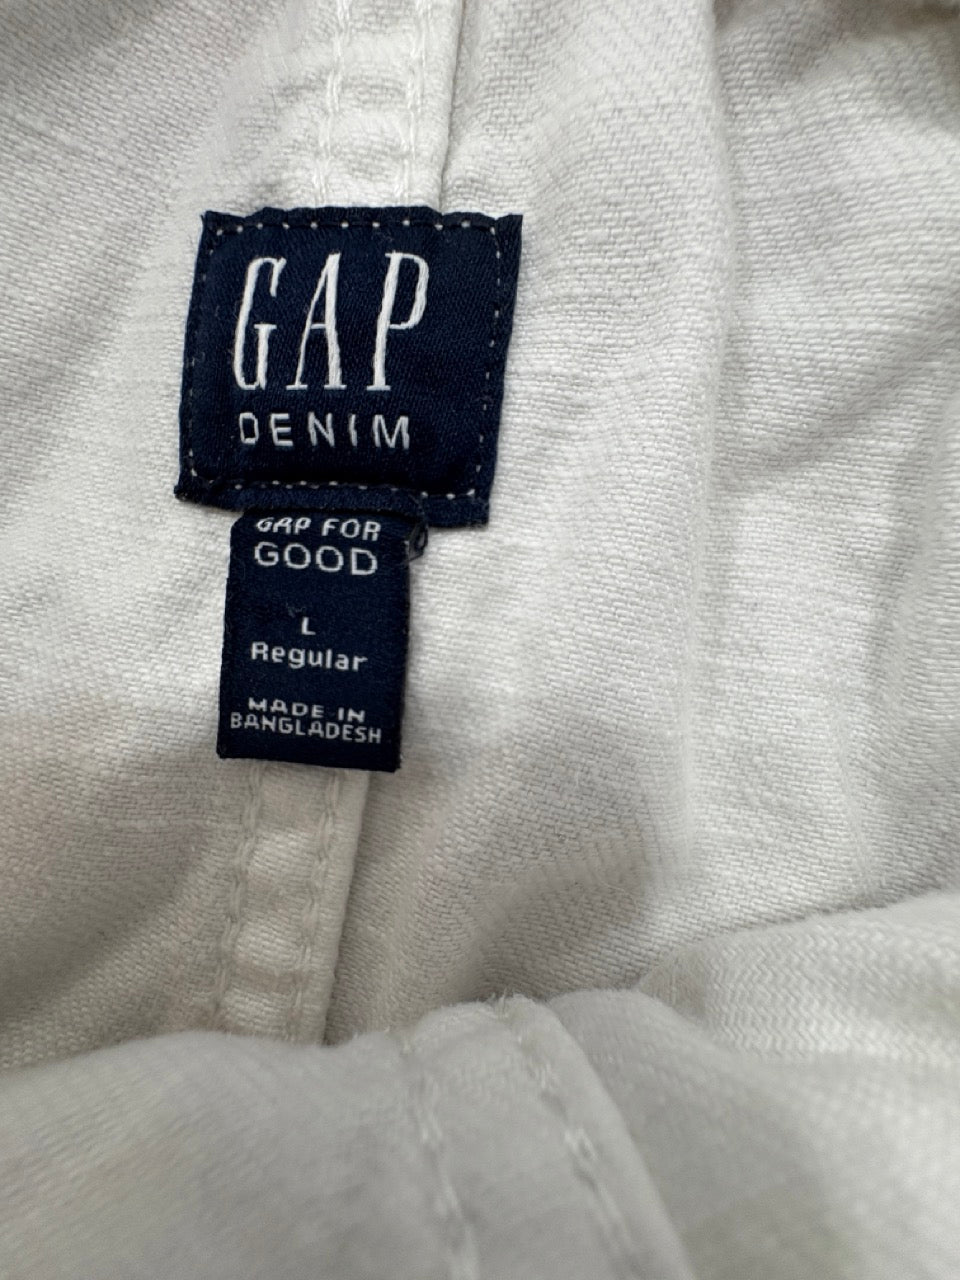 GAP
DENIM
GAP FOR
GOOD
L
Regular
MADE IN
BANGLADESH